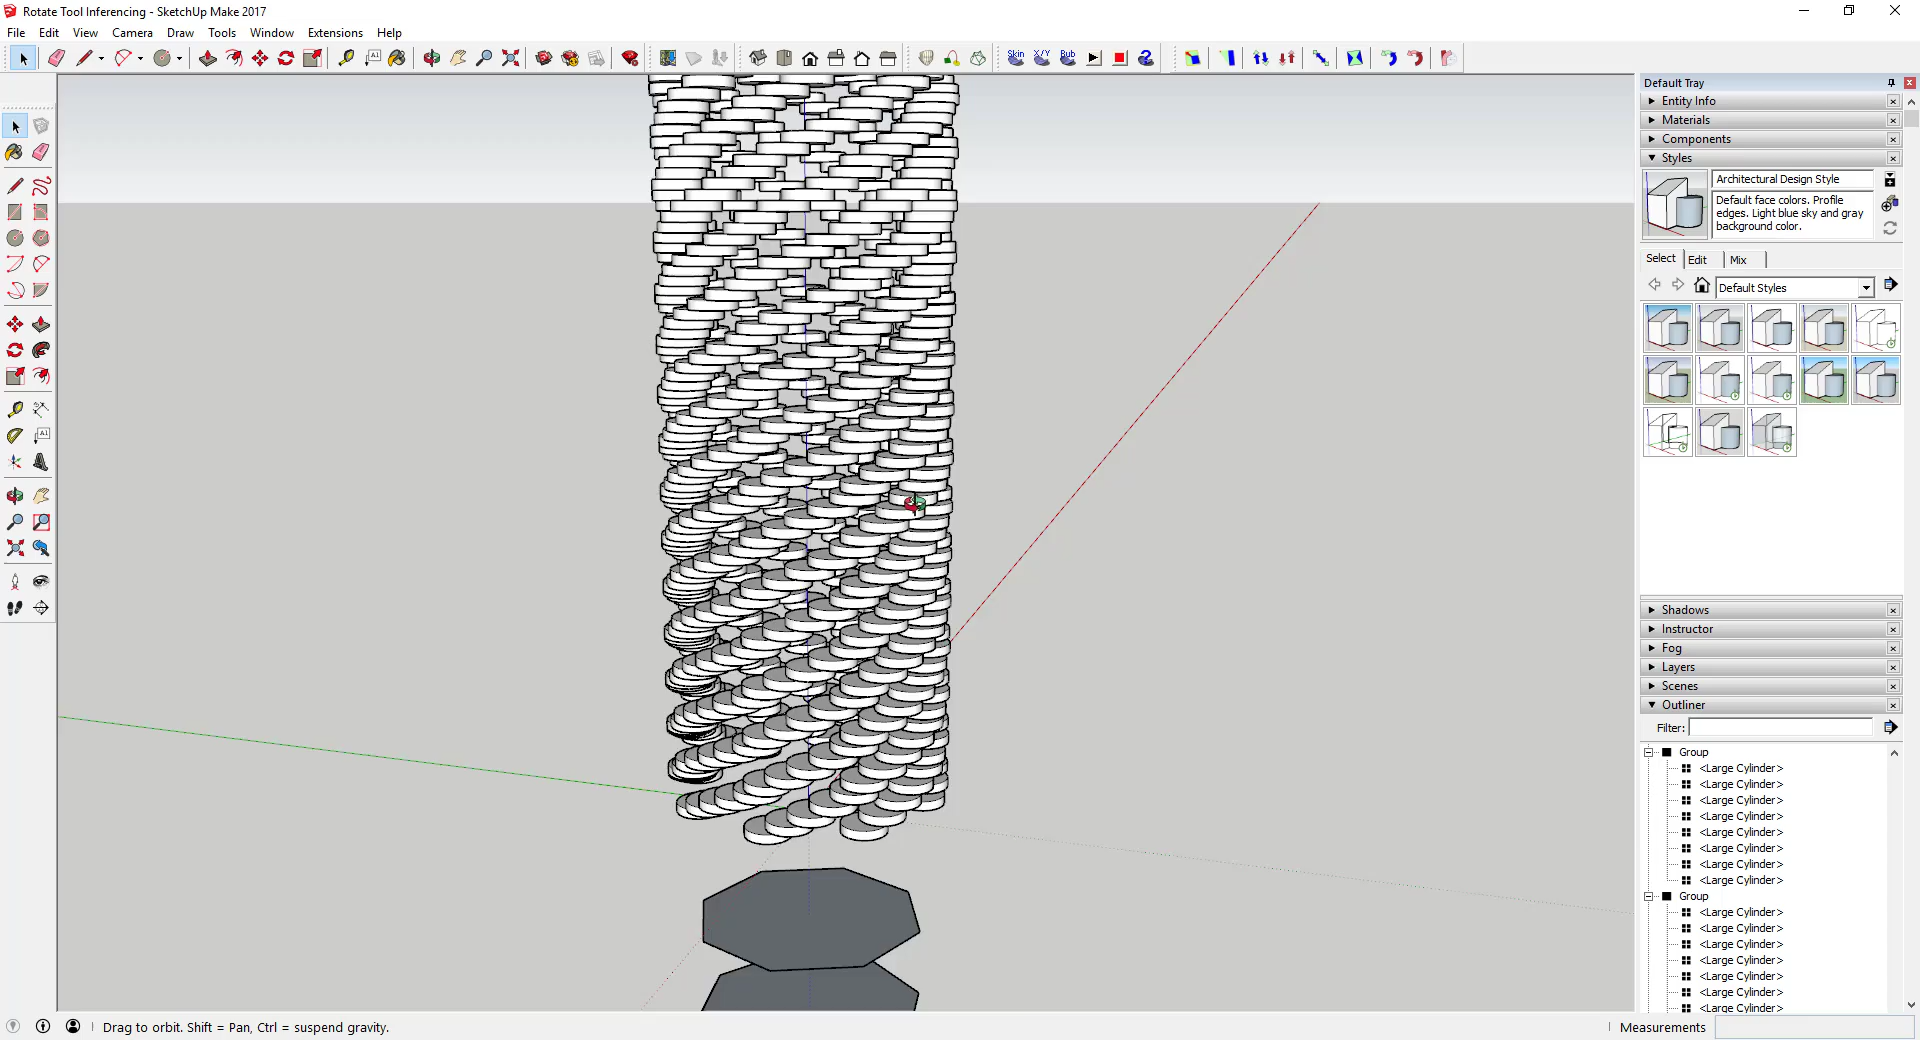 Rotate Tool Inferencing - SketchUp Make 2017
File Edit View Camera Draw Tools Window Extensions Help
A1 Skin X/Y Bub
Default Tray
Entity Info
Materials
Components
Styles
Architectural Design Style
Default face colors. Profile
edges. Light blue sky and gray
background color.
Select Edit Mix
Default Styles
A1
Shadows
Instructor
Fog
Layers
Scenes
Outliner
Filter:
Group
<Large Cylinder>
<Large Cylinder>
<Large Cylinder>
<Large Cylinder>
<Large Cylinder>
<Large Cylinder>
<Large Cylinder>
<Large Cylinder>
Group
<Large Cylinder>
<Large Cylinder>
<Large Cylinder>
<Large Cylinder>
<Large Cylinder>
<Large Cylinder>
<Large Cylinder>
Drag to orbit. Shift = Pan, Ctrl = suspend gravity.
Measurements